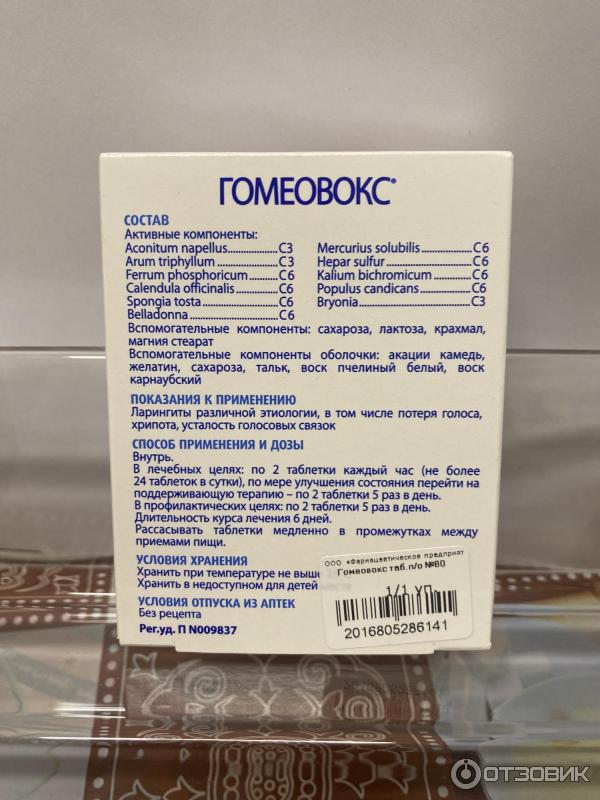 ГОМЕОВОКС®
СОСТАВ
Активные компоненты:
Aconitum napellus....................C3
Arum triphyllum......................C3
Ferrum phosphoricum..............C6
Calendula officinalis.................C6
Spongia tosta..........................C6
Belladonna..............................C6
Mercurius solubilis....................C6
Hepar sulfur.............................C6
Kalium bichromicum.................C6
Populus candicans....................C6
Bryonia....................................C3
Вспомогательные компоненты: сахароза, лактоза, крахмал,
магния стеарат
Вспомогательные компоненты оболочки: акации камедь,
желатин, сахароза, тальк, воск пчелиный белый, воск
карнаубский
ПОКАЗАНИЯ К ПРИМЕНЕНИЮ
Ларингиты различной этиологии, в том числе потеря голоса,
хрипота, усталость голосовых связок
СПОСОБ ПРИМЕНЕНИЯ И ДОЗЫ
Внутрь.
В лечебных целях: по 2 таблетки каждый час (не более
24 таблеток в сутки), по мере улучшения состояния перейти на
поддерживающую терапию – по 2 таблетки 5 раз в день.
В профилактических целях: по 2 таблетки 5 раз в день.
Длительность курса лечения 6 дней.
Рассасывать таблетки медленно в промежутках между
приемами пищи.
УСЛОВИЯ ХРАНЕНИЯ
Хранить при температуре не выше
Хранить в недоступном для детей
УСЛОВИЯ ОТПУСКА ИЗ АПТЕК
Без рецепта
Рег.уд. П N009837
ООО «Фармацевтическое предприят
Гомеовокс таб.п/о №80
1/1 УП.
2016805286141
ОТЗОВИК